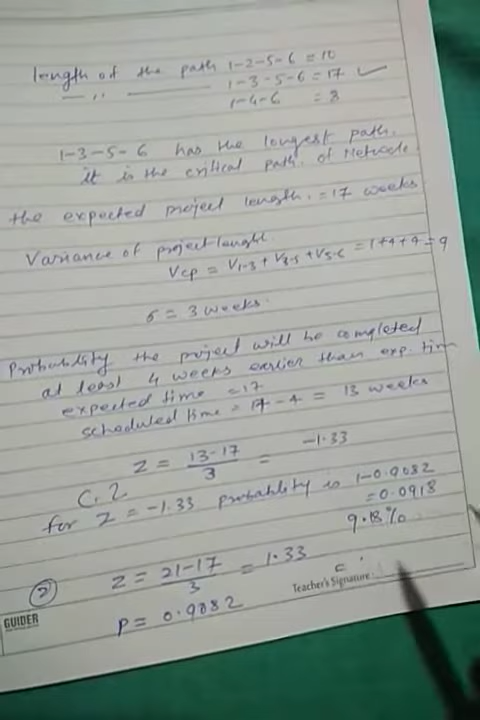 length of the path 1-2-5-6 = 10
— ,, — 1-3-5-6 = 17 ✓
1-4-6 = 8
1-3-5-6 has the longest path.
it is the critical path. of Network
the expected project length. = 17 weeks
Variance of project lenght.
Vcp = V1-3 + V3-5 + V5-6 = 1+4+4 = 9
σ = 3 weeks.
Probability the project will be completed
at least 4 weeks earlier than exp. tim
expected time = 17
scheduled time = 17 - 4 = 13 weeks
Z = 13-17/3 = -1.33
C.2
for Z = -1.33 probability is 1-0.9082
= 0.0918
9.18%
② Z = 21-17/3 = 1.33
P = 0.9082
Teacher's Signature:
GUIDER